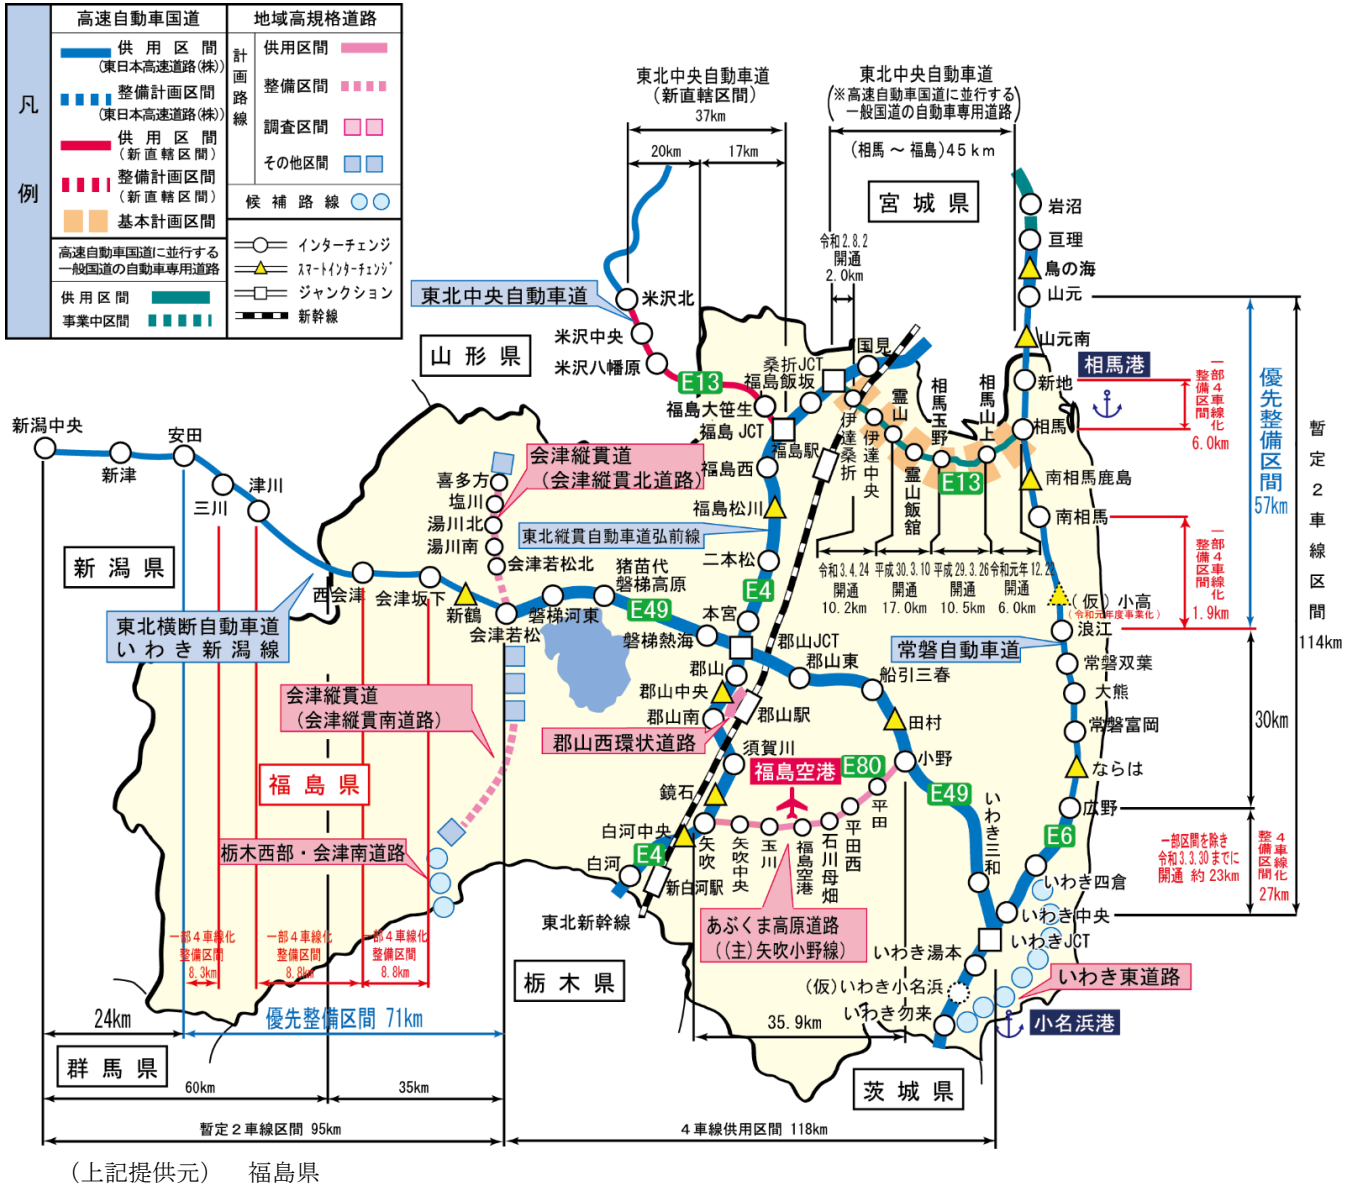 凡
例
高速自動車国道
供用区間
(東日本高速道路(株))
整備計画区間
(東日本高速道路(株))
供用区間
(新直轄区間)
整備計画区間
(新直轄区間)
基本計画区間
高速自動車国道に並行する
一般国道の自動車専用道路
供用区間
事業中区間
地域高規格道路
計画路線
供用区間
整備区間
調査区間
その他区間
候補路線
インターチェンジ
スマートインターチェンジ
ジャンクション
新幹線
東北中央自動車道
(新直轄区間)
37km
20km
17km
東北中央自動車道
(※高速自動車国道に並行する
一般国道の自動車専用道路)
(相馬～福島)45km
宮城県
令和2.8.2
開通
2.0km
岩沼
亘理
鳥の海
山元
山元南
新地
相馬
南相馬鹿島
南相馬
(仮)小高
(令和元年度事業化)
浪江
常磐双葉
大熊
常磐富岡
ならは
広野
E6
いわき四倉
いわき中央
いわきJCT
いわき湯本
(仮)いわき小名浜
いわき勿来
相馬港
一部4車線化
整備区間
6.0km
優先整備区間
57km
暫定2車線区間
114km
一部4車線化
整備区間
1.9km
30km
4車線化
整備区間
27km
一部区間を除き
令和3.3.30までに
開通 約23km
常磐自動車道
いわき東道路
小名浜港
東北中央自動車道
米沢北
米沢中央
米沢八幡原
E13
福島大笹生
福島JCT
山形県
桑折JCT
福島飯坂
国見
福島駅
伊達桑折
伊達中央
霊山
霊山飯舘
相馬玉野
相馬山上
E13
令和3.4.24
開通
10.2km
平成30.3.10
開通
17.0km
平成29.3.26
開通
10.5km
令和元年12.22
開通
6.0km
福島西
福島松川
東北縦貫自動車道弘前線
二本松
E4
本宮
郡山JCT
郡山
郡山中央
郡山南
郡山駅
郡山西環状道路
須賀川
鏡石
白河中央
矢吹
白河
E4
新白河駅
東北新幹線
新潟中央
新津
安田
三川
津川
西会津
会津坂下
新鶴
会津若松
磐梯河東
猪苗代
磐梯高原
E49
磐梯熱海
郡山東
船引三春
田村
小野
E49
いわき三和
新潟県
東北横断自動車道
いわき新潟線
喜多方
塩川
湯川北
湯川南
会津若松北
会津縦貫道
(会津縦貫北道路)
会津縦貫道
(会津縦貫南道路)
福島県
栃木西部・会津南道路
福島空港
E80
矢吹中央
玉川
福島空港
石川母畑
平田西
平田
あぶくま高原道路
((主)矢吹小野線)
35.9km
一部4車線化
整備区間
8.3km
一部4車線化
整備区間
8.8km
一部4車線化
整備区間
8.8km
24km
優先整備区間 71km
群馬県
栃木県
茨城県
60km
35km
暫定2車線区間 95km
4車線供用区間 118km
(上記提供元) 福島県